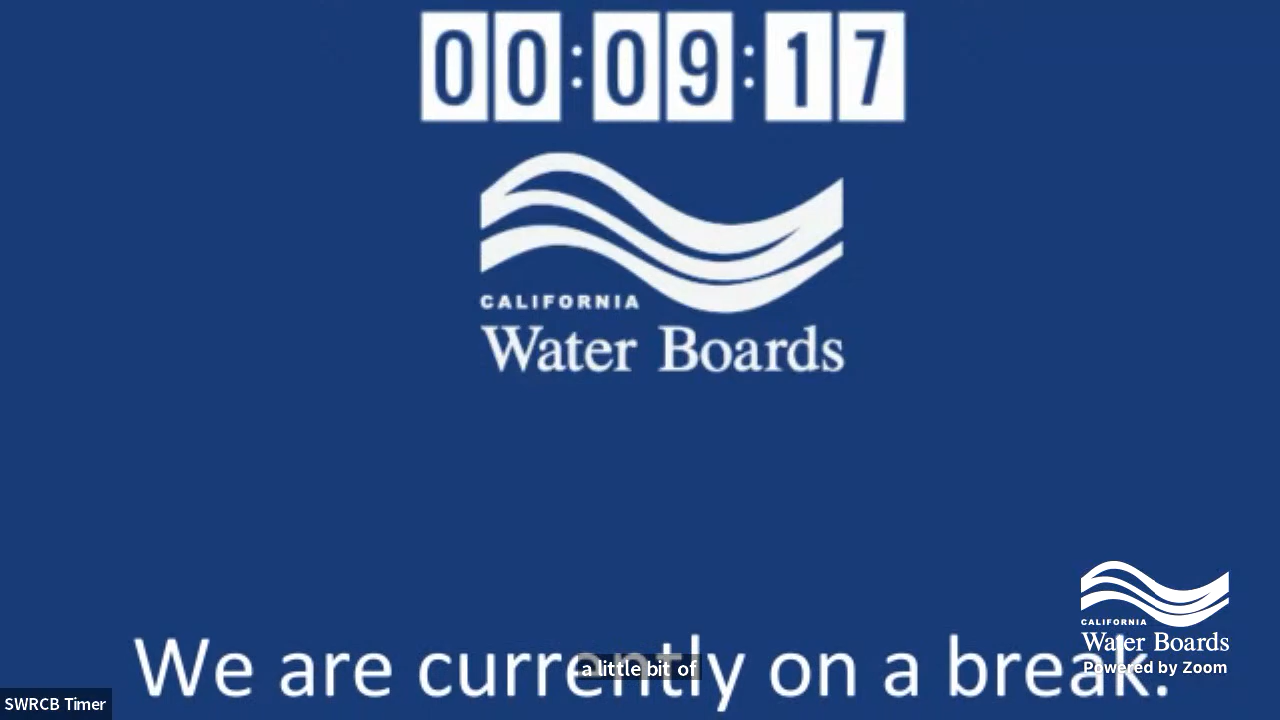 00:09:17
CALIFORNIA
Water Boards
We are currently on a break.
a little bit of
CALIFORNIA
Water Boards
Powered by Zoom
SWRCB Timer